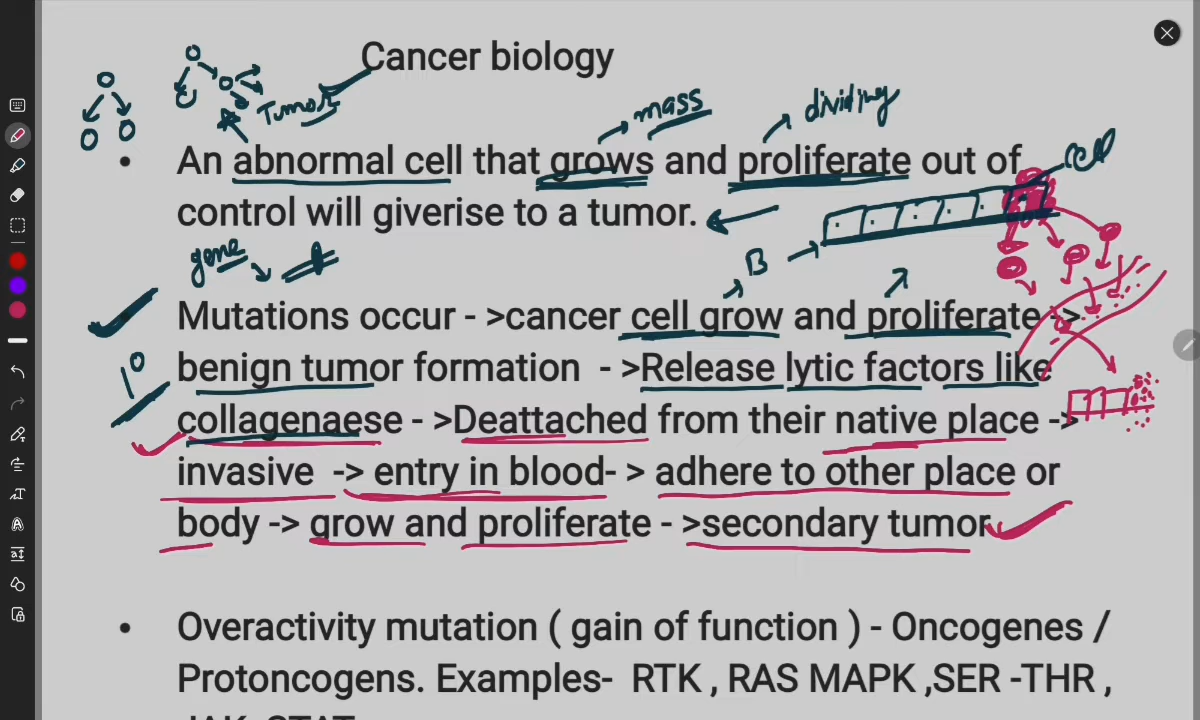 Cancer biology
Tumor
mass
dividing
• An abnormal cell that grows and proliferate out of
cell
control will giverise to a tumor.
gene
B
Mutations occur - >cancer cell grow and proliferate ->
benign tumor formation - >Release lytic factors like
1°
collagenaese - >Deattached from their native place ->
invasive -> entry in blood- > adhere to other place or
body -> grow and proliferate - >secondary tumor
• Overactivity mutation ( gain of function ) - Oncogenes /
Protoncogens. Examples- RTK , RAS MAPK ,SER -THR ,
JAK STAT